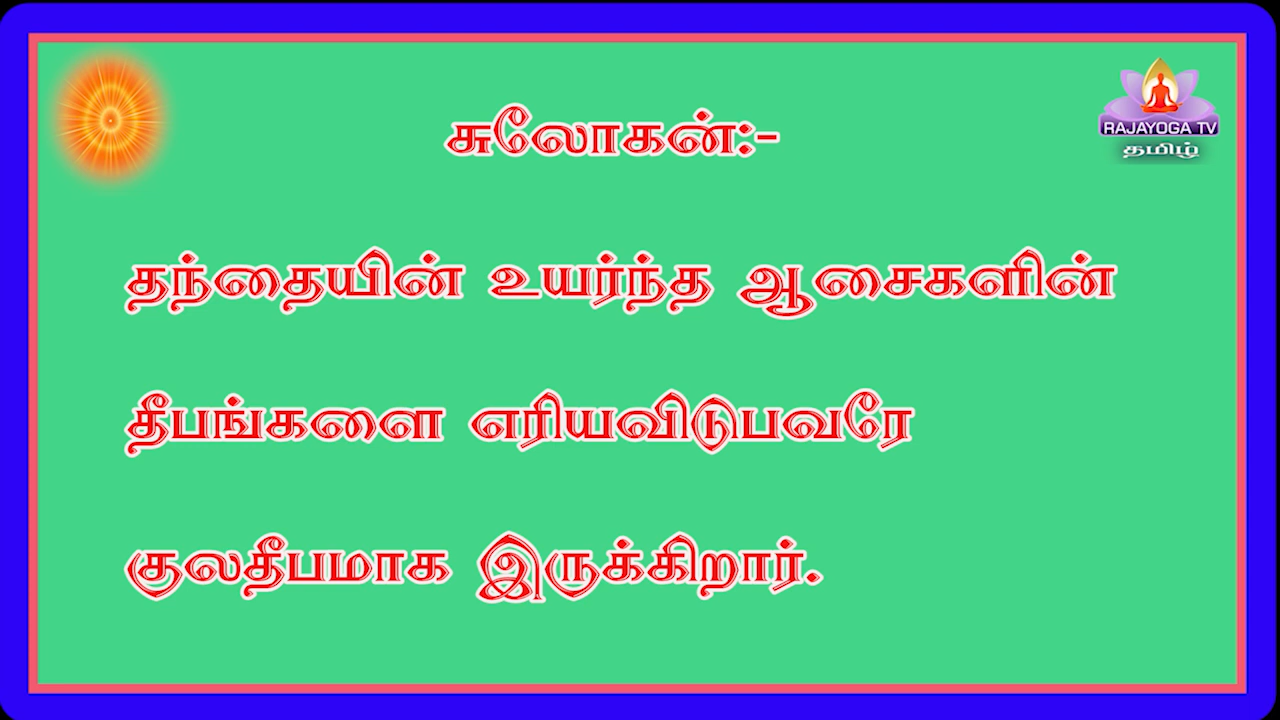 சுலோகன்:-
RAJAYOGA TV
தமிழ்
தந்தையின் உயர்ந்த ஆசைகளின்
தீபங்களை எரியவிடுபவரே
குலதீபமாக இருக்கிறார்.